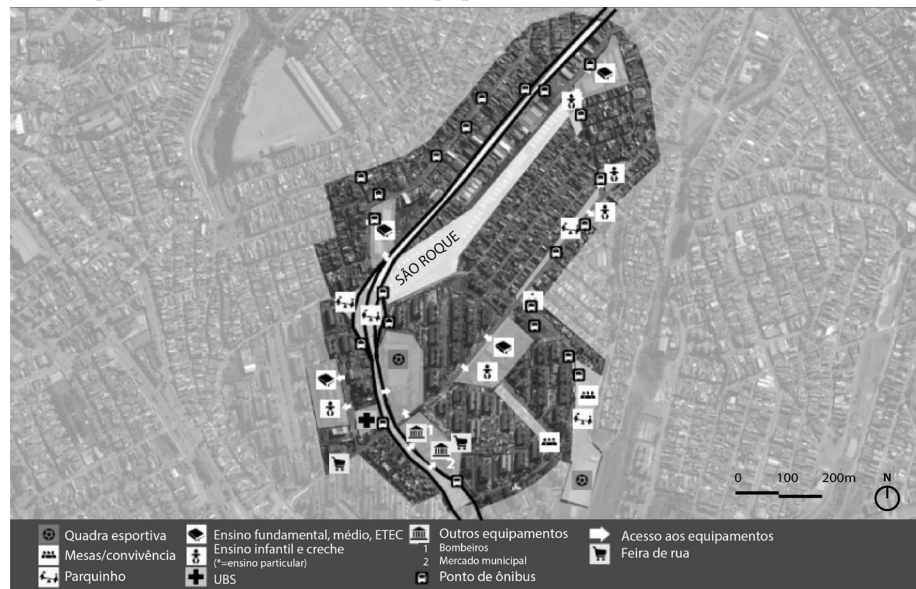 SÃO ROQUE
1
2
0 100 200m
N
Quadra esportiva
Mesas/convivência
Parquinho
Ensino fundamental, médio, ETEC
Ensino infantil e creche
(*=ensino particular)
UBS
Outros equipamentos
1 Bombeiros
2 Mercado municipal
Ponto de ônibus
Acesso aos equipamentos
Feira de rua